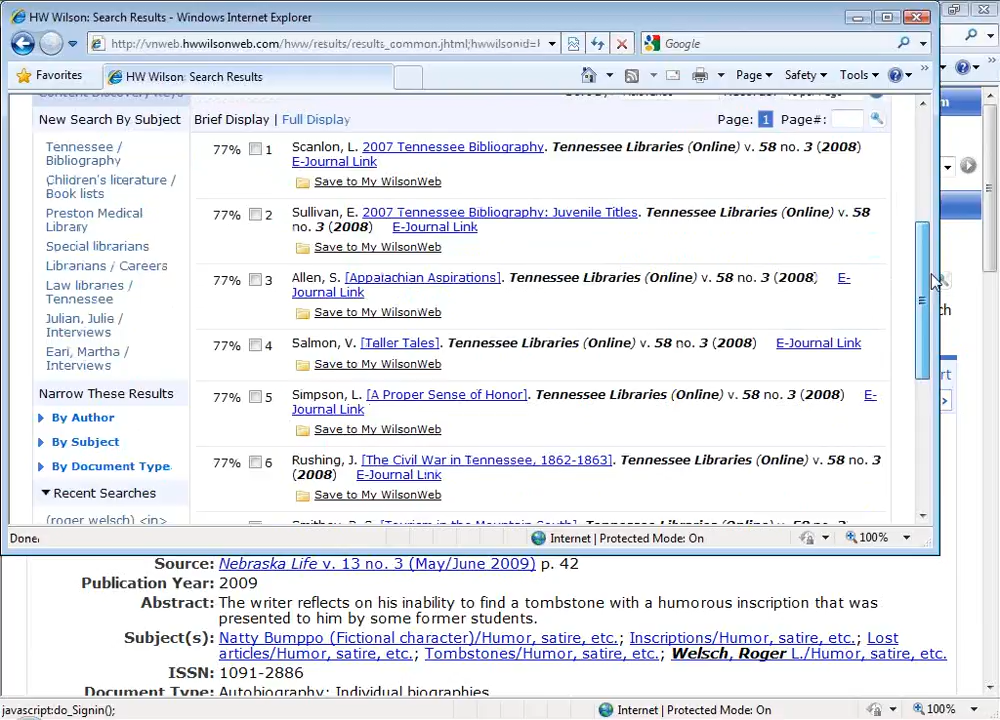 HW Wilson: Search Results - Windows Internet Explorer
http://vnweb.hwwilsonweb.com/hww/results/results_common.jhtml;hwwilsonid=
Google
Favorites
HW Wilson: Search Results
Page
Safety
Tools
New Search By Subject
Tennessee /
Bibliography
Children's literature /
Book lists
Preston Medical
Library
Special librarians
Librarians / Careers
Law libraries /
Tennessee
Julian, Julie /
Interviews
Earl, Martha /
Interviews
Narrow These Results
By Author
By Subject
By Document Type
Recent Searches
(roger welsch) <in>
Brief Display | Full Display
Page: 1 Page#:
77% 1 Scanlon, L. 2007 Tennessee Bibliography. Tennessee Libraries (Online) v. 58 no. 3 (2008)
E-Journal Link
Save to My WilsonWeb
77% 2 Sullivan, E. 2007 Tennessee Bibliography: Juvenile Titles. Tennessee Libraries (Online) v. 58
no. 3 (2008) E-Journal Link
Save to My WilsonWeb
77% 3 Allen, S. [Appalachian Aspirations]. Tennessee Libraries (Online) v. 58 no. 3 (2008) E-
Journal Link
Save to My WilsonWeb
77% 4 Salmon, V. [Taller Tales]. Tennessee Libraries (Online) v. 58 no. 3 (2008) E-Journal Link
Save to My WilsonWeb
77% 5 Simpson, L. [A Proper Sense of Honor]. Tennessee Libraries (Online) v. 58 no. 3 (2008) E-
Journal Link
Save to My WilsonWeb
77% 6 Rushing, J. [The Civil War in Tennessee, 1862-1863]. Tennessee Libraries (Online) v. 58 no. 3
(2008) E-Journal Link
Save to My WilsonWeb
Done
Internet | Protected Mode: On
100%
Source: Nebraska Life v. 13 no. 3 (May/June 2009) p. 42
Publication Year: 2009
Abstract: The writer reflects on his inability to find a tombstone with a humorous inscription that was
presented to him by some former students.
Subject(s): Natty Bumppo (Fictional character)/Humor, satire, etc.; Inscriptions/Humor, satire, etc.; Lost
articles/Humor, satire, etc.; Tombstones/Humor, satire, etc.; Welsch, Roger L./Humor, satire, etc.
ISSN: 1091-2886
Document Type: Autobiography; Individual biographies
javascript:do_Signin();
Internet | Protected Mode: On
100%